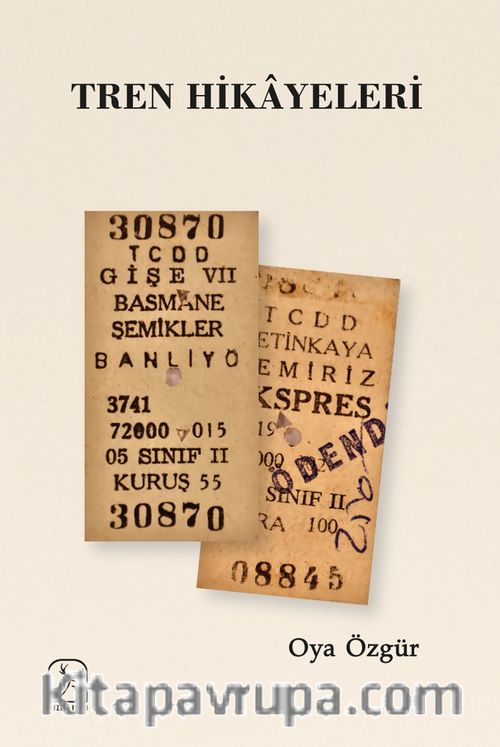 TREN HİKÂYELERİ
30870
TCDD
GİŞE VII
BASMANE
ŞEMİKLER
BANLİYÖ
3741
72000 015
05 SINIF II
KURUŞ 55
30870
TCDD
ETİNKAYA
EMİRİZ
KSPRES
ÖDEND
SINIF II
RA 100
08845
Oya Özgür
Kitapavrupa.com